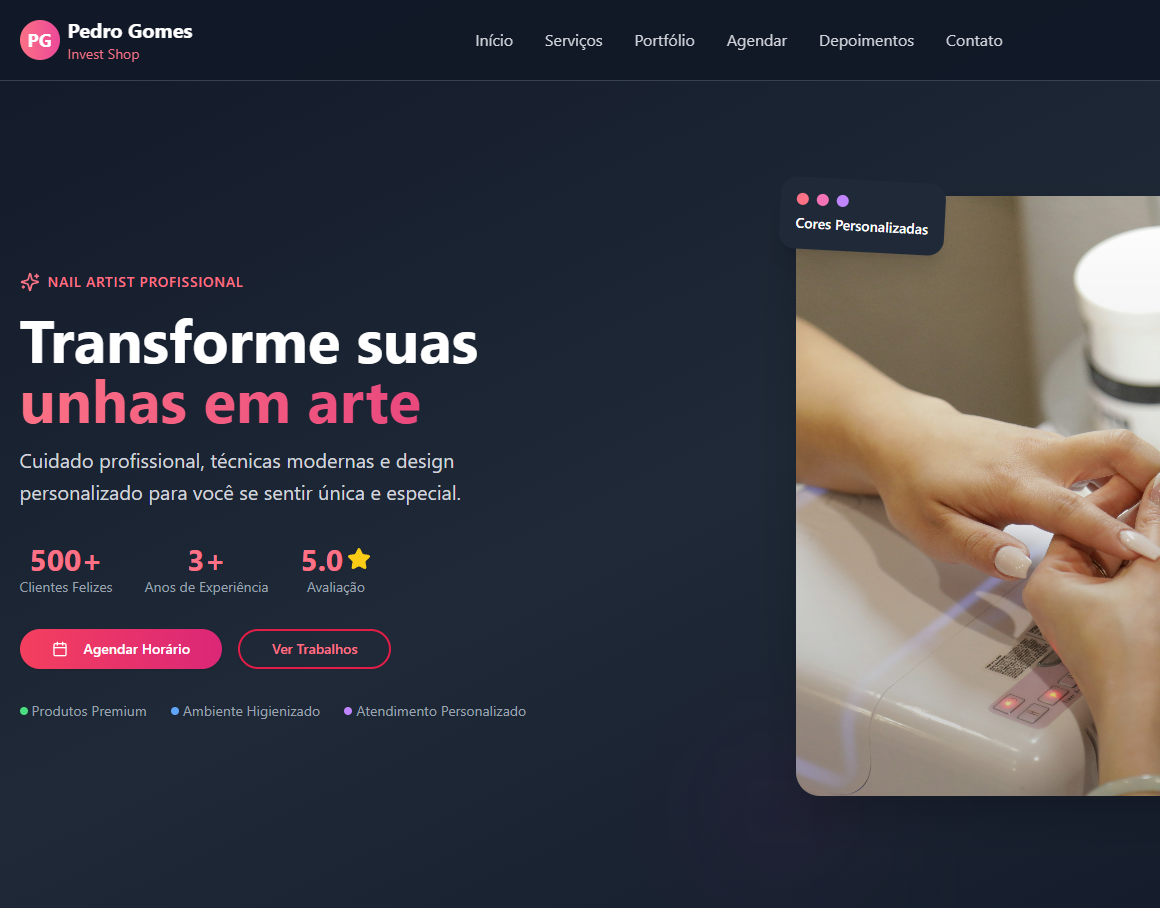 PG
Pedro Gomes
Invest Shop
Início Serviços Portfólio Agendar Depoimentos Contato
Cores Personalizadas
NAIL ARTIST PROFISSIONAL
Transforme suas
unhas em arte
Cuidado profissional, técnicas modernas e design
personalizado para você se sentir única e especial.
500+ 3+ 5.0
Clientes Felizes Anos de Experiência Avaliação
Agendar Horário Ver Trabalhos
Produtos Premium Ambiente Higienizado Atendimento Personalizado